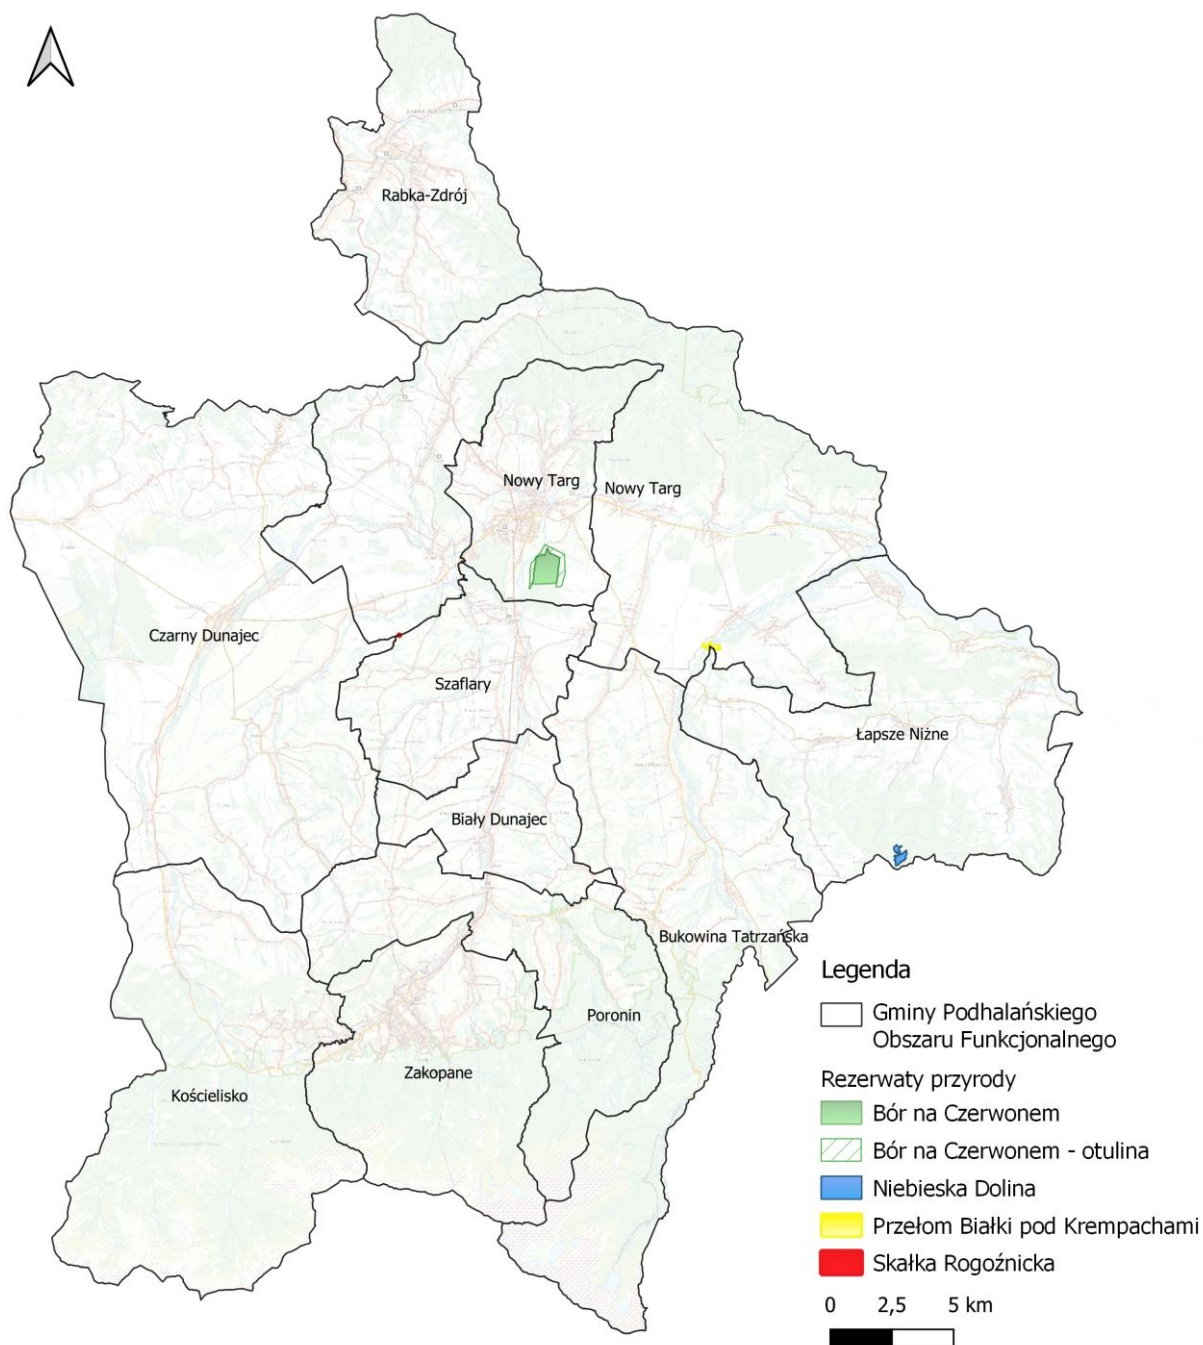 Rabka-Zdrój
Nowy Targ
Nowy Targ
Czarny Dunajec
Szaflary
Łapsze Niżne
Biały Dunajec
Bukowina Tatrzańska
Poronin
Zakopane
Kościelisko
Legenda
Gminy Podhalańskiego
Obszaru Funkcjonalnego
Rezerwaty przyrody
Bór na Czerwonem
Bór na Czerwonem - otulina
Niebieska Dolina
Przełom Białki pod Krempachami
Skałka Rogoźnicka
0 2,5 5 km